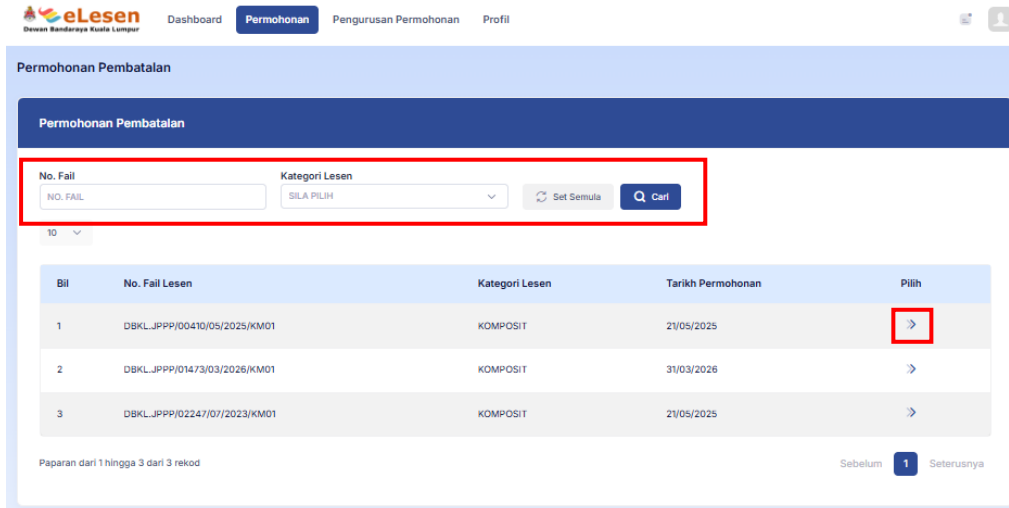 eLesen
Dewan Bandaraya Kuala Lumpur
Dashboard Permohonan Pengurusan Permohonan Profil
Permohonan Pembatalan
Permohonan Pembatalan
No. Fail Kategori Lesen
NO. FAIL SILA PILIH Set Semula Cari
10
Bil No. Fail Lesen Kategori Lesen Tarikh Permohonan Pilih
1 DBKL.JPPP/00410/05/2025/KM01 KOMPOSIT 21/05/2025
2 DBKL.JPPP/01473/03/2026/KM01 KOMPOSIT 31/03/2026
3 DBKL.JPPP/02247/07/2023/KM01 KOMPOSIT 21/05/2025
Paparan dari 1 hingga 3 dari 3 rekod Sebelum 1 Seterusnya